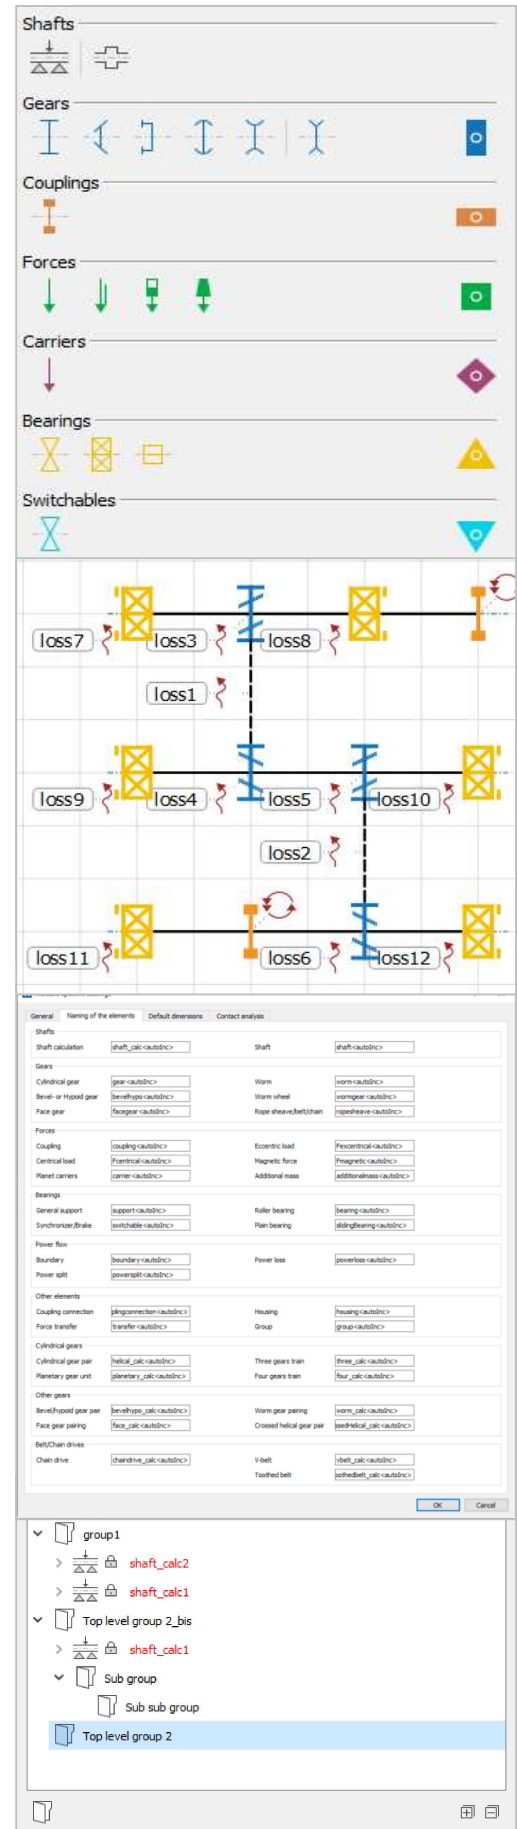 Shafts
Gears
Couplings
Forces
Carriers
Bearings
Switchables
loss7 loss3 loss8
loss1
loss9 loss4 loss5 loss10
loss2
loss11 loss6 loss12
General Naming of the elements Default dimensions Contact analysis
Shafts
Shaft calculation shaft_calc<autoInc> Shaft shaft<autoInc>
Gears
Cylindrical gear gear<autoInc> Worm worm<autoInc>
Bevel- or Hypoid gear bevelhypo<autoInc> Worm wheel wormgear<autoInc>
Face gear facegear<autoInc> Rope sheave/belt/chain ropesheave<autoInc>
Forces
Coupling coupling<autoInc> Eccentric load Fexcentrical<autoInc>
Centrical load Fcentrical<autoInc> Magnetic force Fmagnetic<autoInc>
Planet carriers carrier<autoInc> Additional mass additionalmass<autoInc>
Bearings
General support support<autoInc> Roller bearing bearing<autoInc>
Synchronizer/Brake switchable<autoInc> Plain bearing slidingBearing<autoInc>
Power flow
Boundary boundary<autoInc> Power loss powerloss<autoInc>
Power split powersplit<autoInc>
Other elements
Coupling connection plingconnection<autoInc> Housing housing<autoInc>
Force transfer transfer<autoInc> Group group<autoInc>
Cylindrical gears
Cylindrical gear pair helical_calc<autoInc> Three gears train three_calc<autoInc>
Planetary gear unit planetary_calc<autoInc> Four gears train four_calc<autoInc>
Other gears
Bevel/hypoid gear pair bevelhypo_calc<autoInc> Worm gear pairing worm_calc<autoInc>
Face gear pairing face_calc<autoInc> Crossed helical gear pair ssedHelical_calc<autoInc>
Belt/Chain drives
Chain drive chaindrive_calc<autoInc> V-belt vbelt_calc<autoInc>
Toothed belt oothedbelt_calc<autoInc>
OK Cancel
group1
shaft_calc2
shaft_calc1
Top level group 2_bis
shaft_calc1
Sub group
Sub sub group
Top level group 2